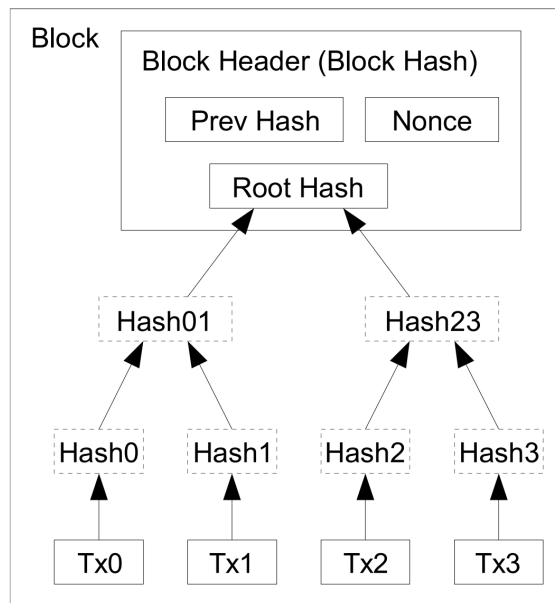 Block
Block Header (Block Hash)
Prev Hash Nonce
Root Hash
Hash01 Hash23
Hash0 Hash1 Hash2 Hash3
Tx0 Tx1 Tx2 Tx3